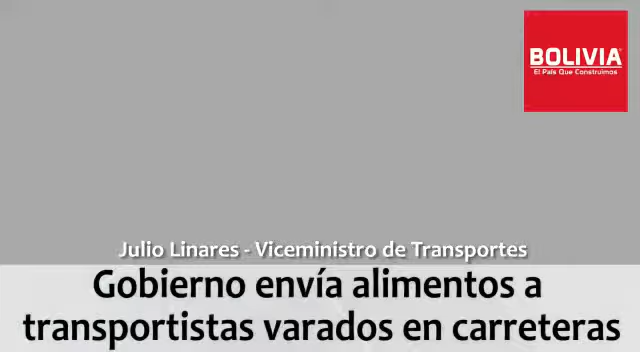 BOLIVIA
El País Que Construimos
Julio Linares - Viceministro de Transportes
Gobierno envía alimentos a
transportistas varados en carreteras